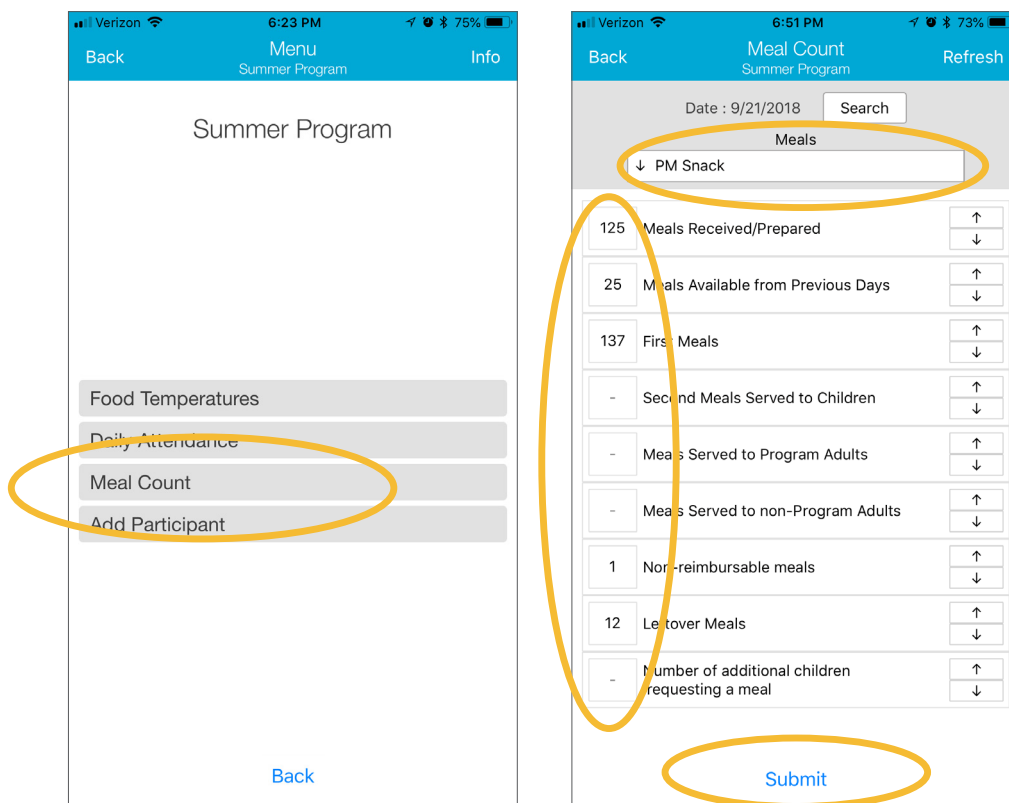 Verizon 6:23 PM 75%
Back Menu Info
Summer Program
Summer Program
Food Temperatures
Daily Attendance
Meal Count
Add Participant
Back
Verizon 6:51 PM 73%
Back Meal Count Refresh
Summer Program
Date : 9/21/2018 Search
Meals
↓ PM Snack
125 Meals Received/Prepared ↑ ↓
25 Meals Available from Previous Days ↑ ↓
137 First Meals ↑ ↓
- Second Meals Served to Children ↑ ↓
- Meals Served to Program Adults ↑ ↓
- Meals Served to non-Program Adults ↑ ↓
1 Non-reimbursable meals ↑ ↓
12 Leftover Meals ↑ ↓
- Number of additional children ↑
requesting a meal ↓
Submit